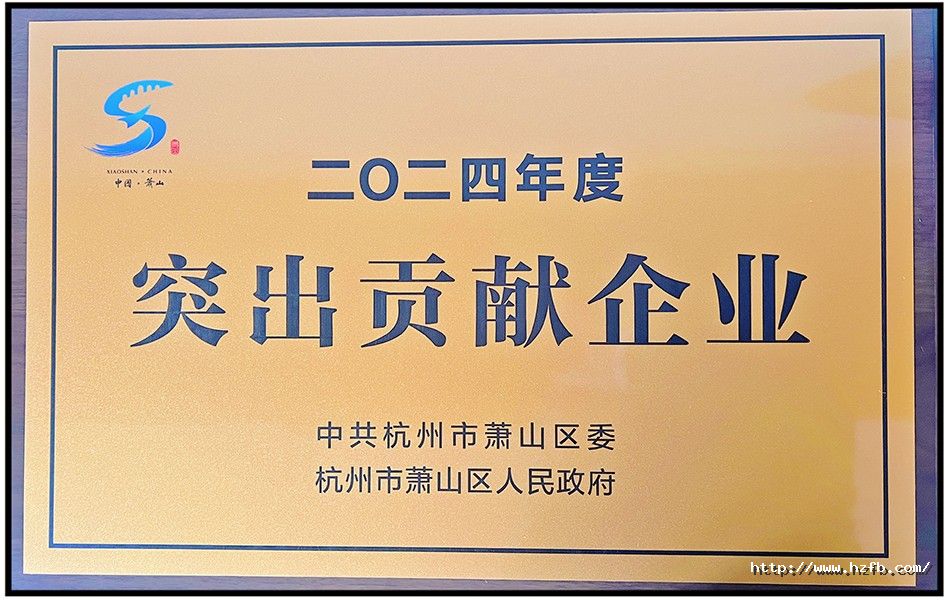 XIAOSHAN • CHINA
中国·萧山
二〇二四年度
突出贡献企业
中共杭州市萧山区委
杭州市萧山区人民政府
http://www.hzfb.com/